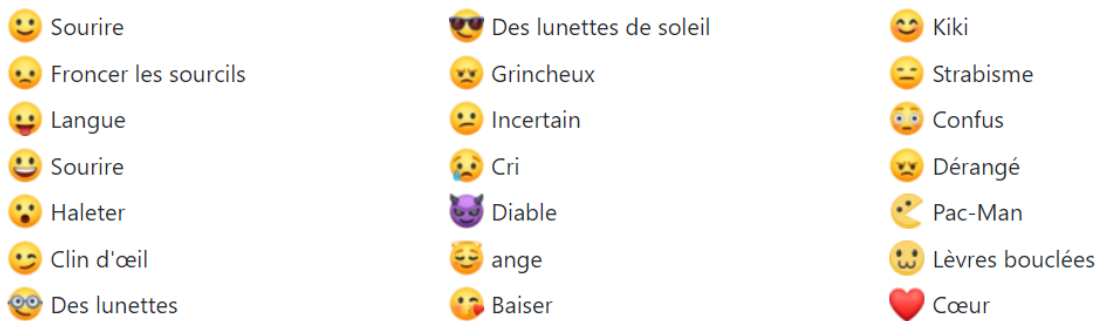 Sourire
Froncer les sourcils
Langue
Sourire
Haleter
Clin d'œil
Des lunettes
Des lunettes de soleil
Grincheux
Incertain
Cri
Diable
ange
Baiser
Kiki
Strabisme
Confus
Dérangé
Pac-Man
Lèvres bouclées
Cœur